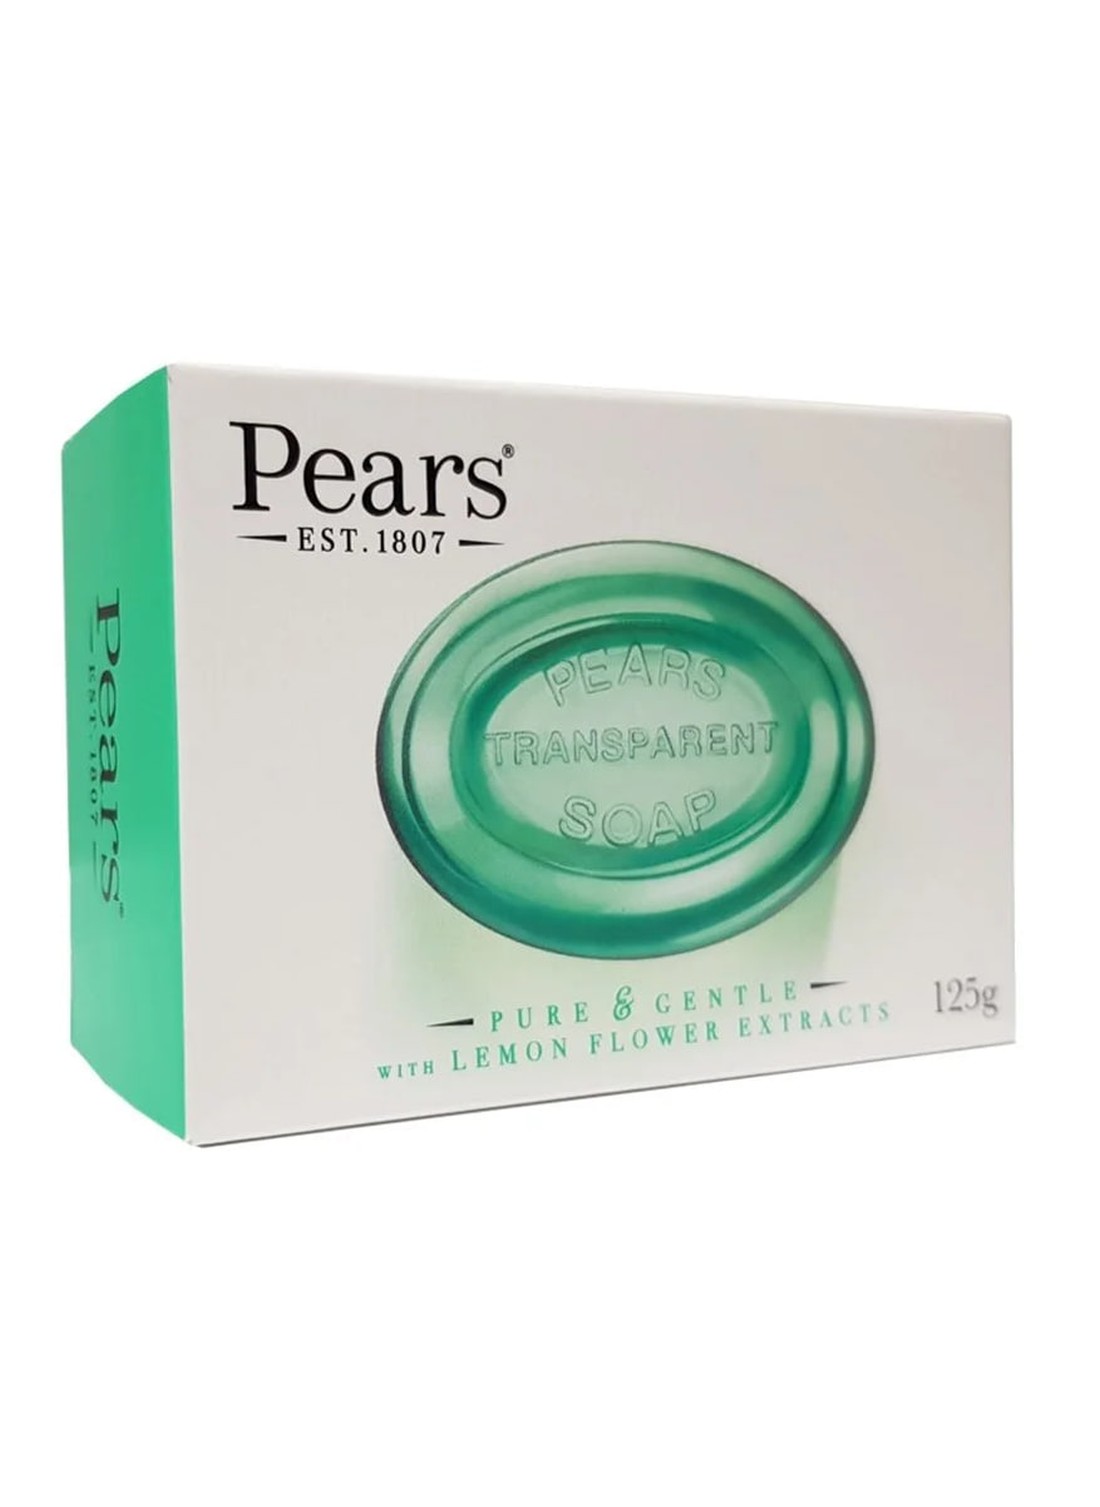 Pears®
EST. 1807
PEARS
TRANSPARENT
SOAP
PURE & GENTLE
WITH LEMON FLOWER EXTRACTS
125g
Pears®
EST. 1807